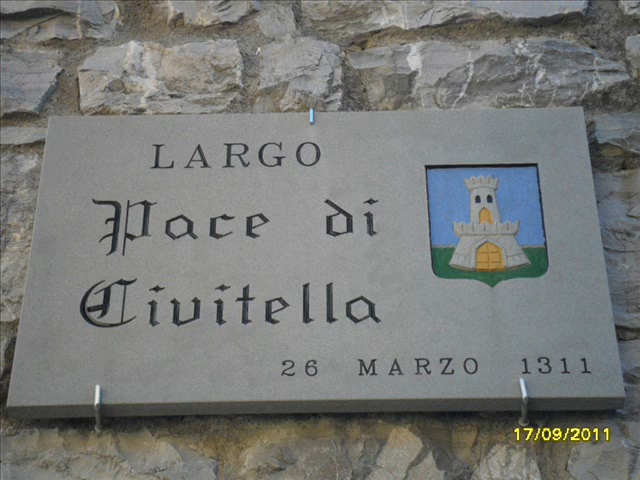 LARGO
Pace di
Civitella
26 MARZO 1311
17/09/2011